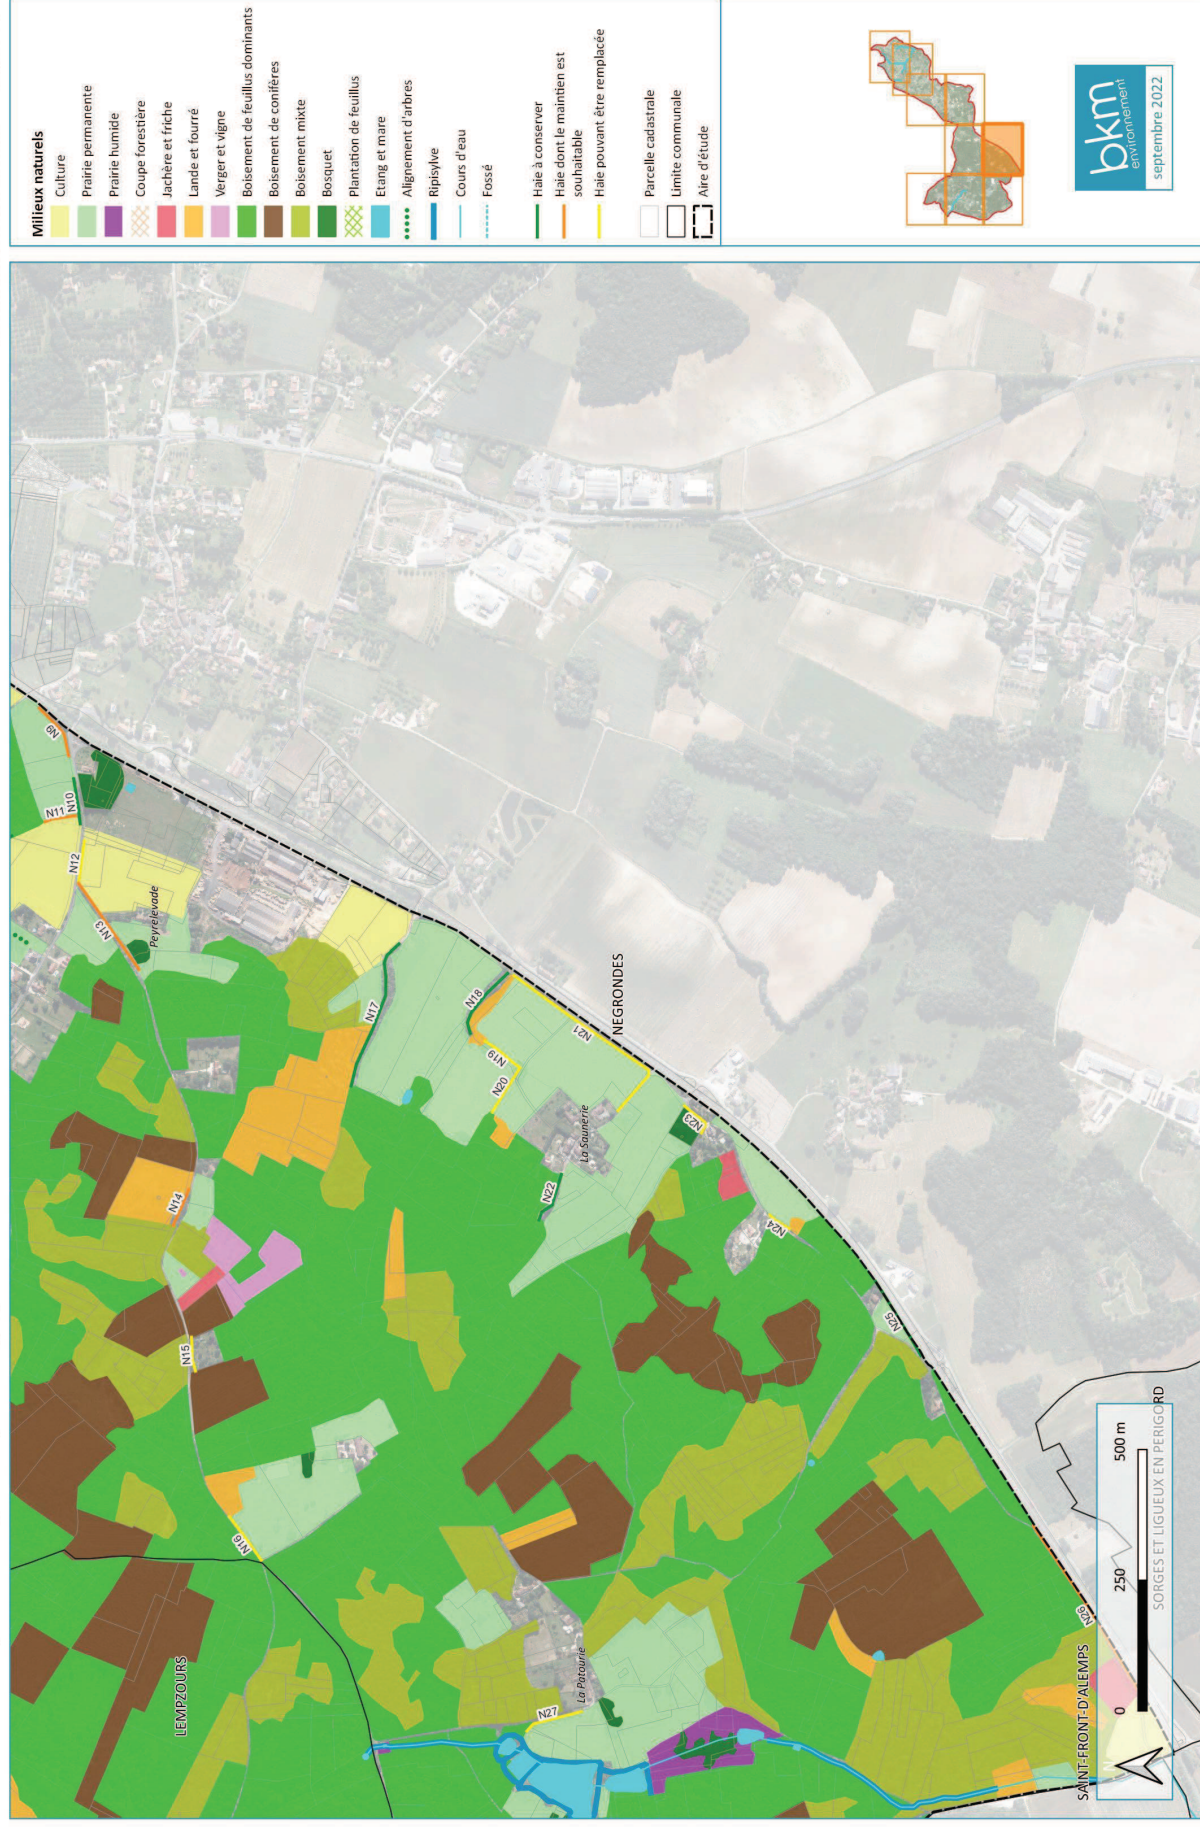 Milieux naturels
Culture
Prairie permanente
Prairie humide
Coupe forestière
Jachère et friche
Lande et fourré
Verger et vigne
Boisement de feuillus dominants
Boisement de conifères
Boisement mixte
Bosquet
Plantation de feuillus
Etang et mare
Alignement d'arbres
Ripisylve
Cours d'eau
Fossé
Haie à conserver
Haie dont le maintien est
souhaitable
Haie pouvant être remplacée
Parcelle cadastrale
Limite communale
Aire d'étude
bkm
environnement
septembre 2022
N9
N10
N11
N12
N13
Peyrelevade
N14
N15
N16
N17
N18
N19
N20
N21
NEGRONDES
La Saunerie
N22
N23
N24
N25
N26
N27
La Patourie
LEMPZOURS
SAINT-FRONT-D'ALEMPS
SORGES ET LIGUEUX EN PERIGORD
0
250
500 m